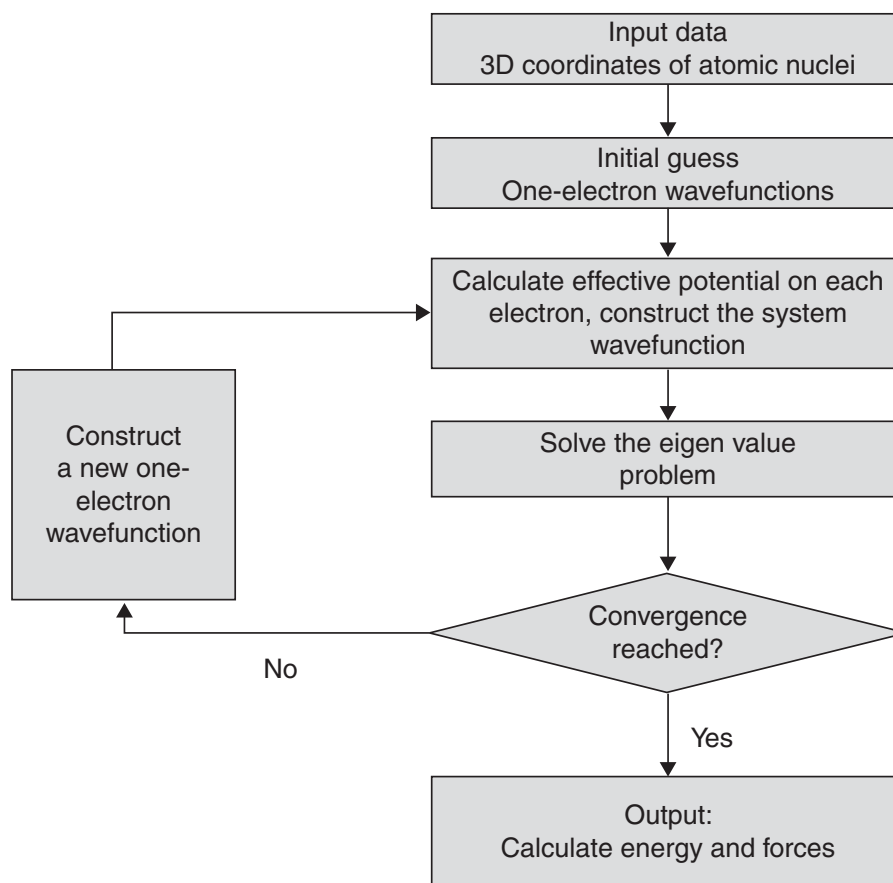 Input data
3D coordinates of atomic nuclei
Initial guess
One-electron wavefunctions
Calculate effective potential on each
electron, construct the system
wavefunction
Solve the eigen value
problem
Construct
a new one-
electron
wavefunction
Convergence
reached?
No
Yes
Output:
Calculate energy and forces